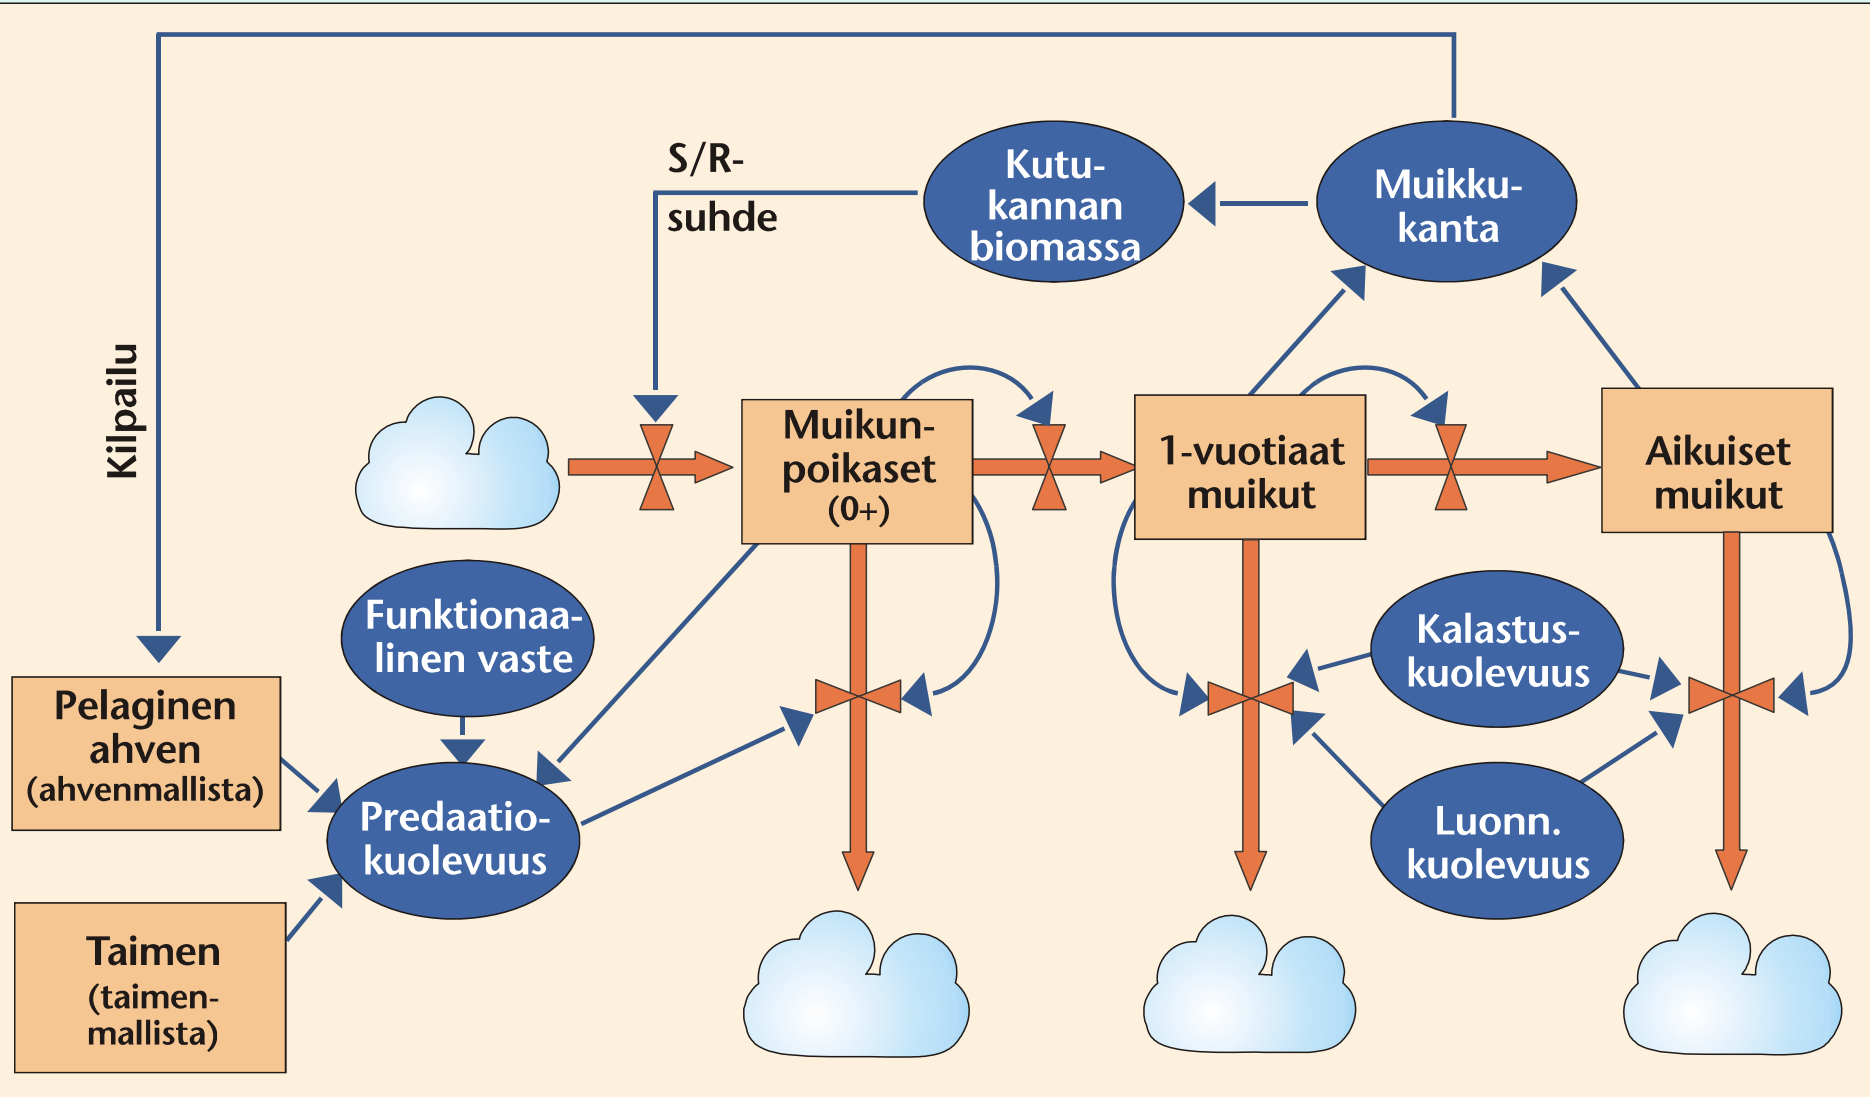 S/R-
suhde
Kutu-
kannan
biomassa
Muikku-
kanta
Kilpailu
Muikun-
poikaset
(0+)
1-vuotiaat
muikut
Aikuiset
muikut
Funktionaa-
linen vaste
Kalastus-
kuolevuus
Pelaginen
ahven
(ahvenmallista)
Predaatio-
kuolevuus
Luonn.
kuolevuus
Taimen
(taimen-
mallista)